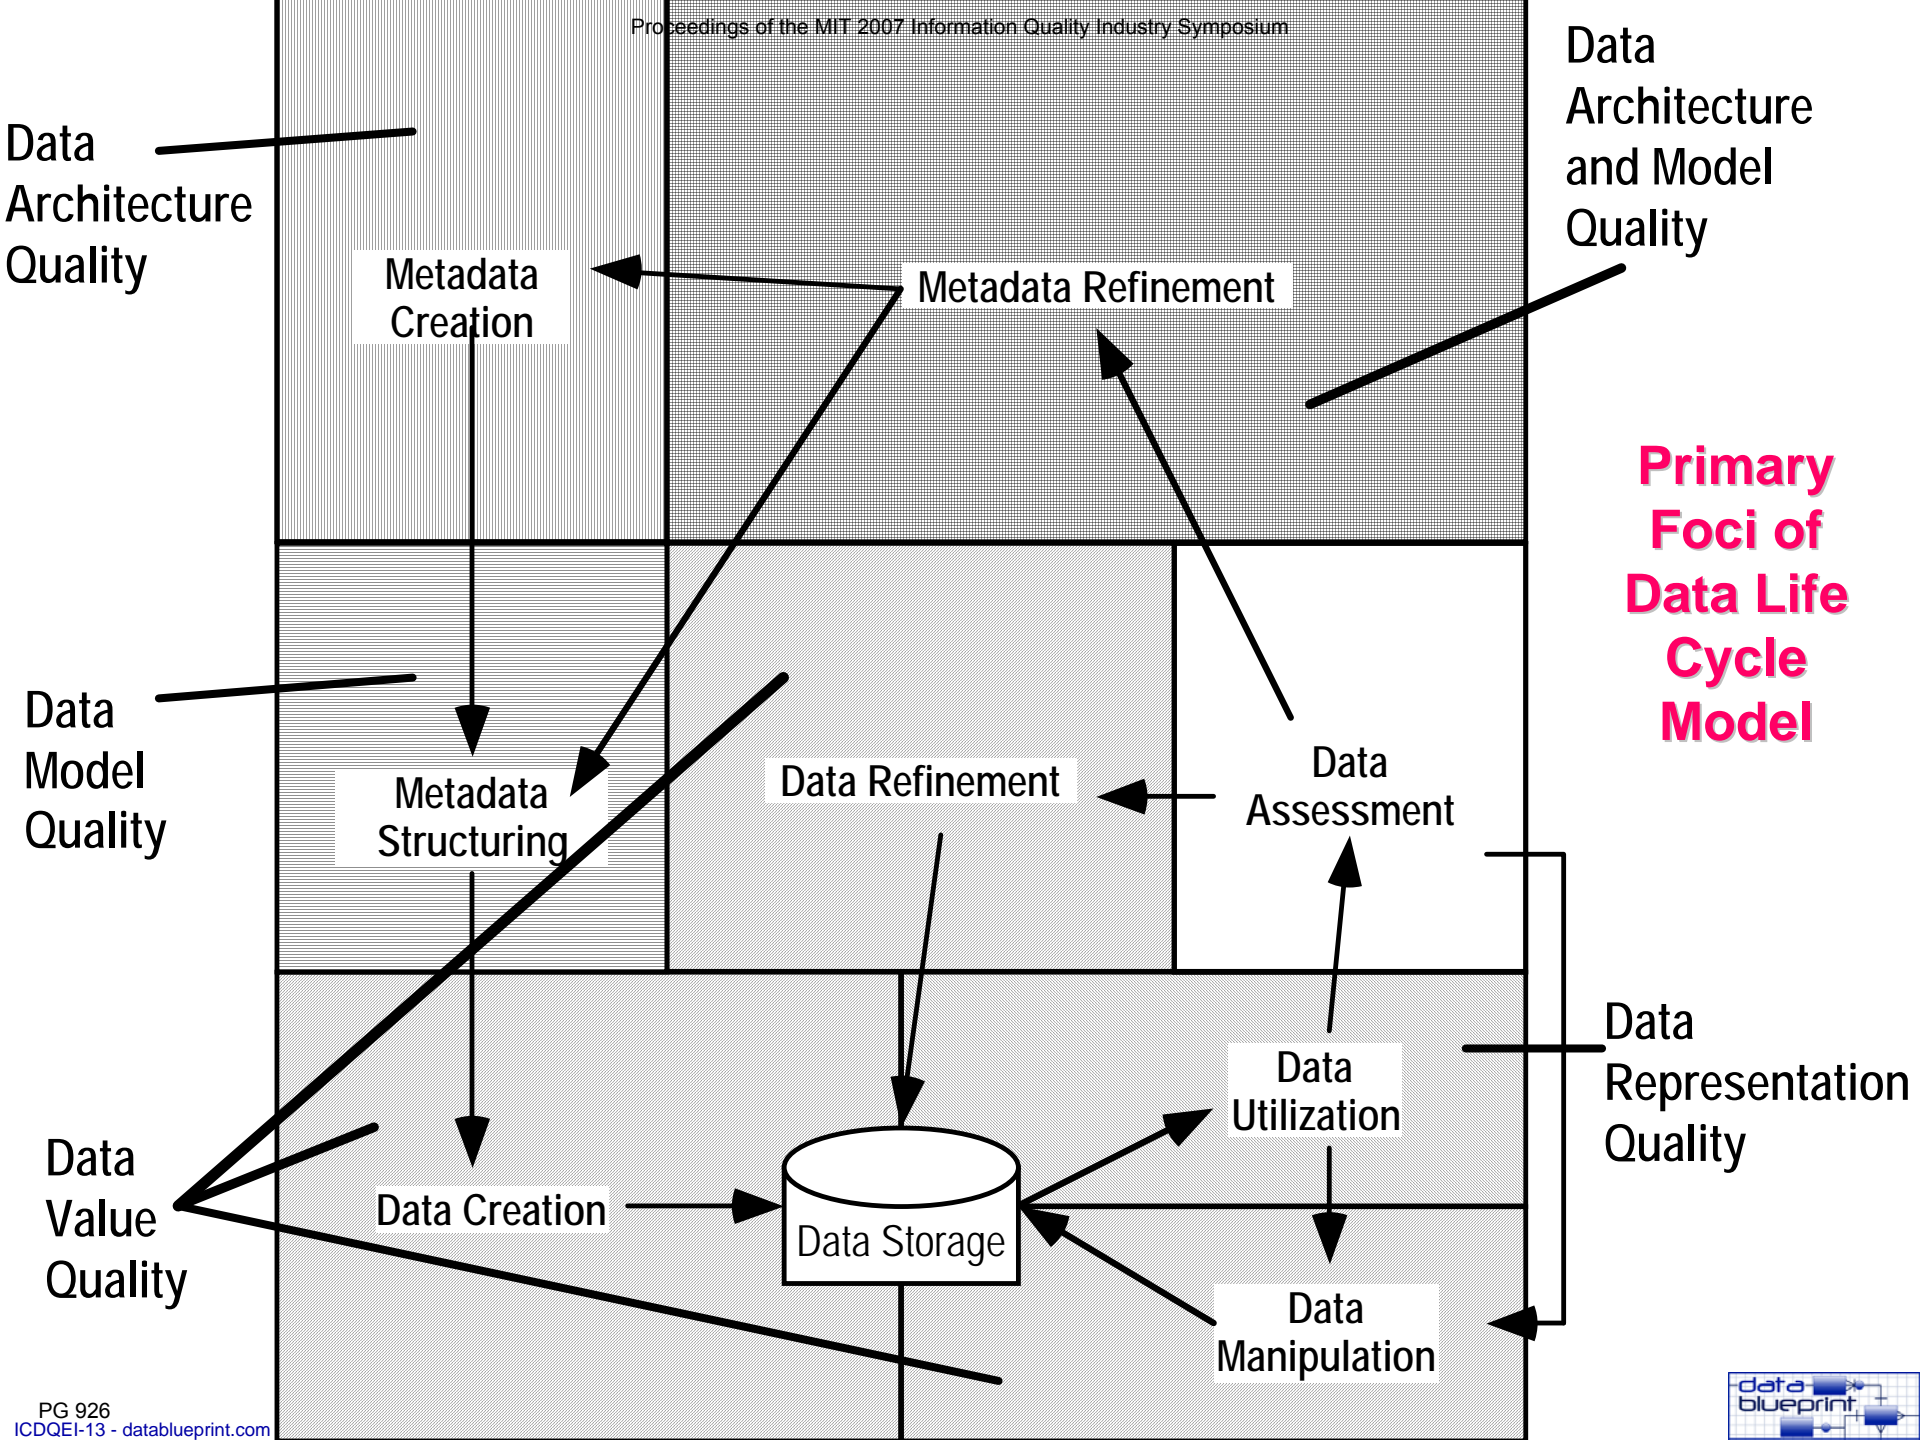 Proceedings of the MIT 2007 Information Quality Industry Symposium
Data
Architecture
Quality
Data
Architecture
and Model
Quality
Metadata
Creation
Metadata Refinement
Primary
Foci of
Data Life
Cycle
Model
Data
Model
Quality
Metadata
Structuring
Data Refinement
Data
Assessment
Data
Representation
Quality
Data
Utilization
Data
Value
Quality
Data Creation
Data Storage
Data
Manipulation
PG 926
ICDQEI-13 - datablueprint.com
data
blueprint